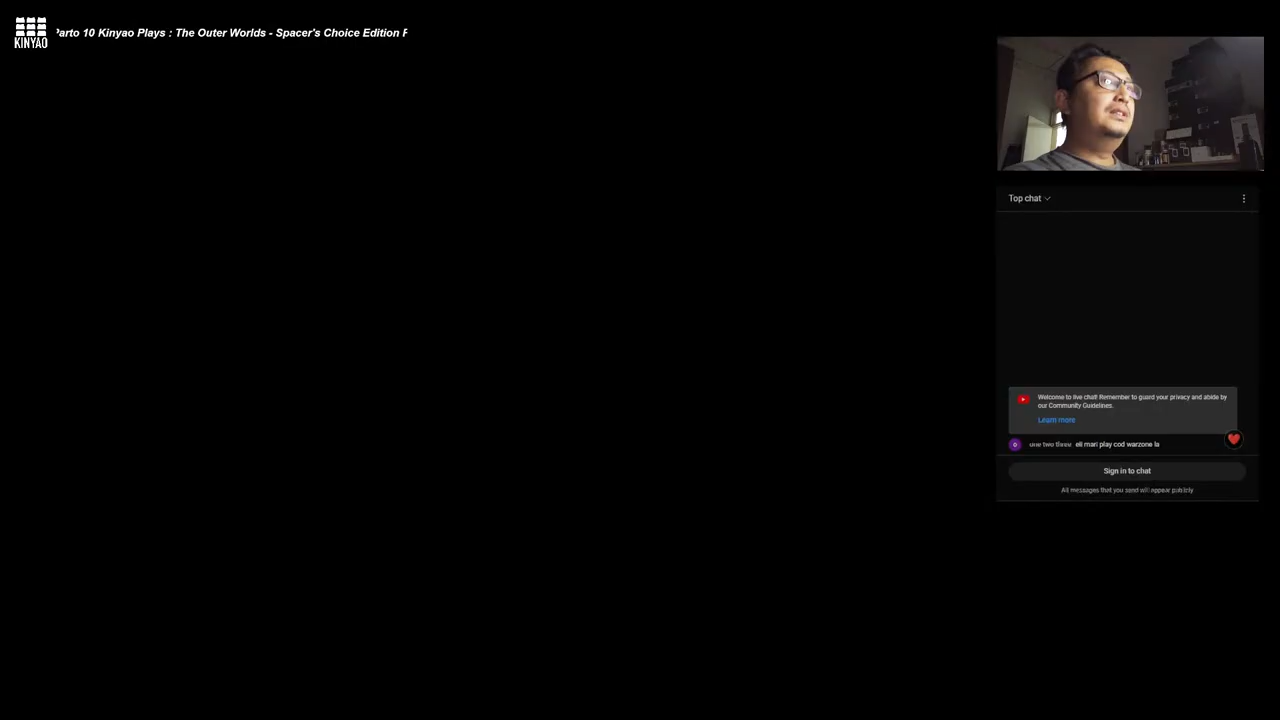 KINYAO
Parto 10 Kinyao Plays : The Outer Worlds - Spacer's Choice Edition F
Top chat
Welcome to live chat! Remember to guard your privacy and abide by
our Community Guidelines.
Learn more
one two three eii mari play cod warzone la
Sign in to chat
All messages that you send will appear publicly